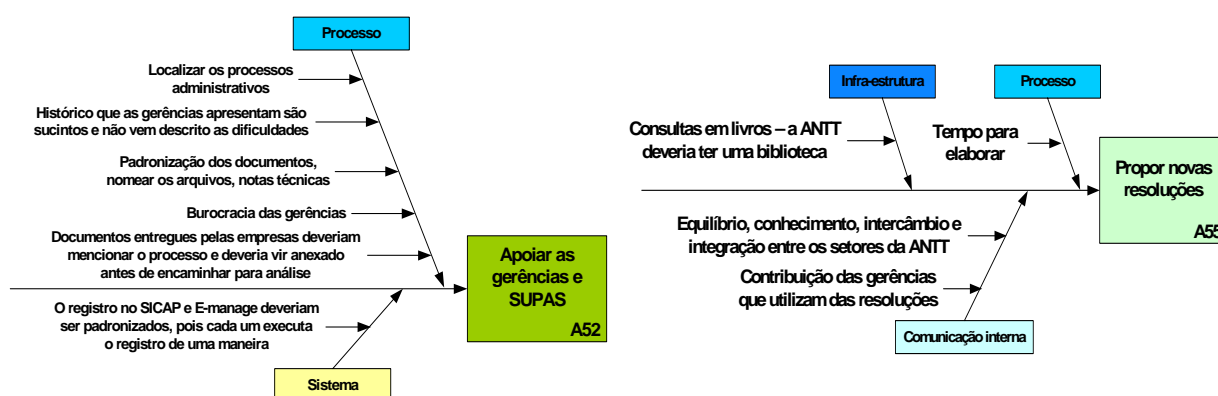 Processo
Localizar os processos
administrativos
Histórico que as gerências apresentam são
sucintos e não vem descrito as dificuldades
Padronização dos documentos,
nomear os arquivos, notas técnicas
Burocracia das gerências
Documentos entregues pelas empresas deveriam
mencionar o processo e deveria vir anexado
antes de encaminhar para análise
Apoiar as
gerências e
SUPAS
A52
O registro no SICAP e E-manage deveriam
ser padronizados, pois cada um executa
o registro de uma maneira
Sistema
Infra-estrutura
Processo
Consultas em livros – a ANTT
deveria ter uma biblioteca
Tempo para
elaborar
Propor novas
resoluções
A55
Equilíbrio, conhecimento, intercâmbio e
integração entre os setores da ANTT
Contribuição das gerências
que utilizam das resoluções
Comunicação interna